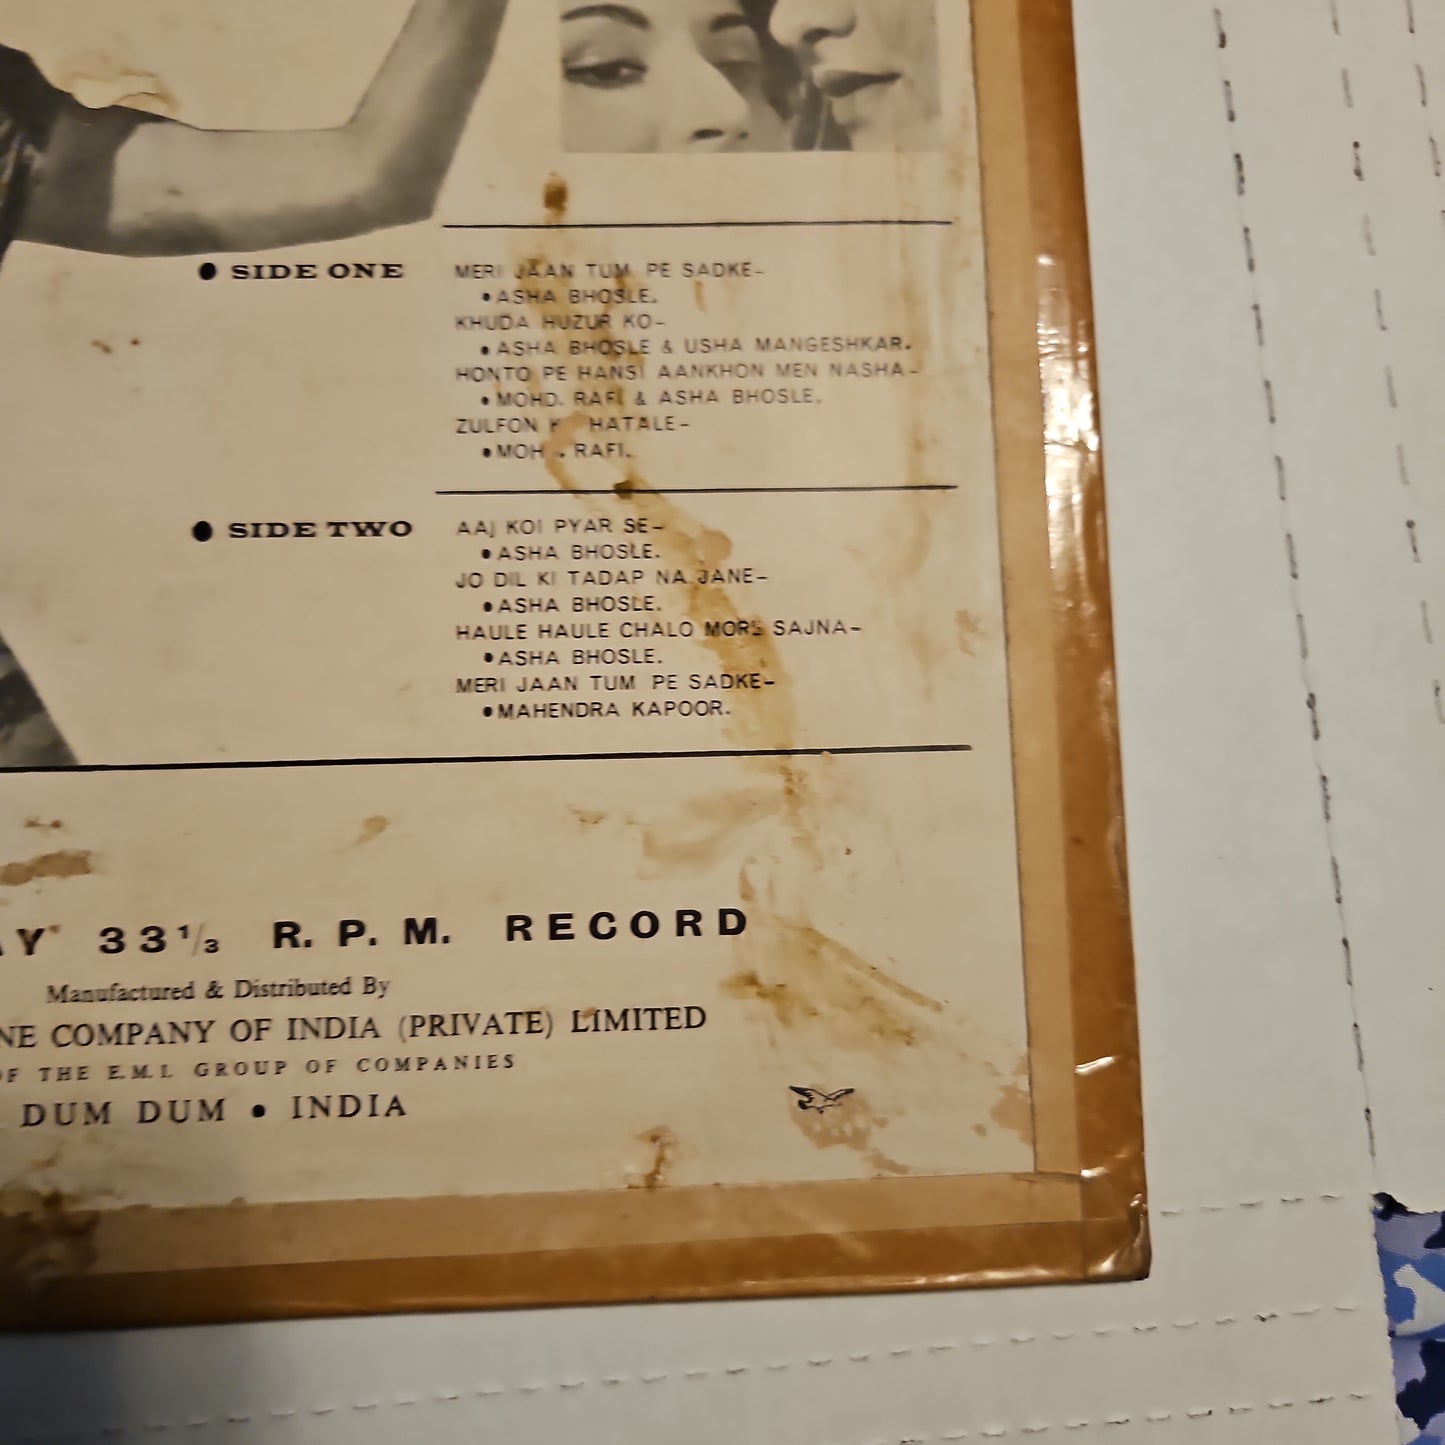 ● SIDE ONE
MERI JAAN TUM PE SADKE–
● ASHA BHOSLE.
KHUDA HUZUR KO–
● ASHA BHOSLE & USHA MANGESHKAR.
HONTO PE HANSI AANKHON MEN NASHA–
● MOHD. RAFI & ASHA BHOSLE.
ZULFON HATALE–
● RAFI.
● SIDE TWO
AAJ KOI PYAR SE–
● ASHA BHOSLE.
JO DIL KI TADAP NA JANE–
● ASHA BHOSLE.
HAULE HAULE CHALO MORE SAJNA–
● ASHA BHOSLE.
MERI JAAN TUM PE SADKE–
● MAHENDRA KAPOOR.
33⅓ R. P. M. RECORD
Manufactured & Distributed By
COMPANY OF INDIA (PRIVATE) LIMITED
OF THE E.M.I. GROUP OF COMPANIES
DUM DUM ● INDIA